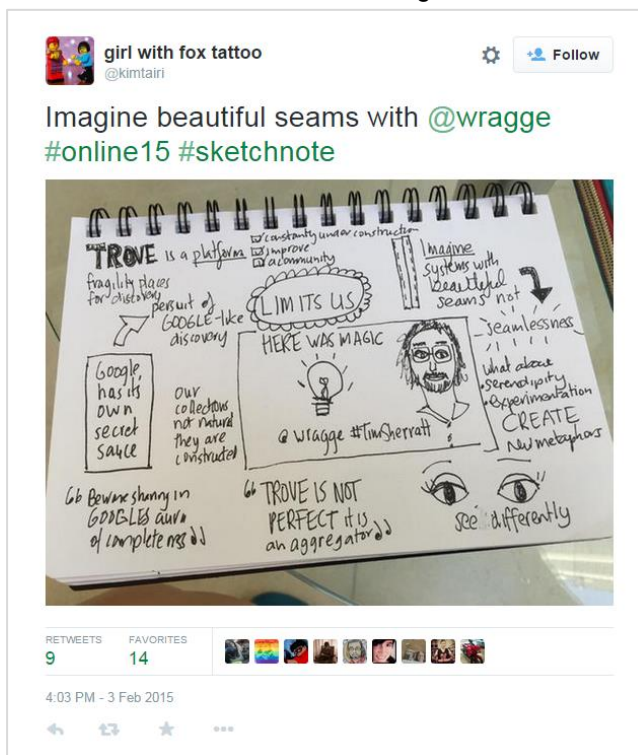 girl with fox tattoo
@kimtairi
Follow
Imagine beautiful seams with @wragge
#online15 #sketchnote
TROVE is a platform
constantly under construction
improve
a community
fragility places
for discovery
persuit of
GOOGLE-like
discovery
LIMITS US
Imagine
systems with
beautiful
seams not
seamlessness
Google,
has its
own
secret
sauce
our
collections
not natural
they are
constructed
HERE WAS MAGIC
@wragge #TimSherratt
what about
• serendipity
• experimentation
CREATE
New metaphors
Beware sharing in
GOOGLES aura
of completeness
TROVE IS NOT
PERFECT it is
an aggregator
see differently
RETWEETS
9
FAVORITES
14
4:03 PM - 3 Feb 2015